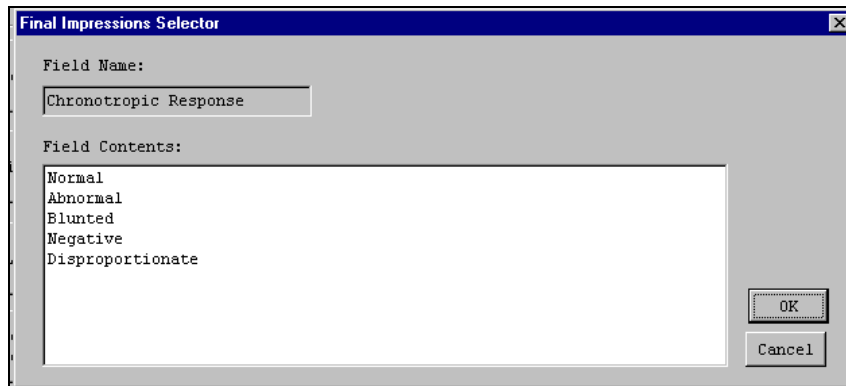 Final Impressions Selector
Field Name:
Chronotropic Response
Field Contents:
Normal
Abnormal
Blunted
Negative
Disproportionate
OK
Cancel